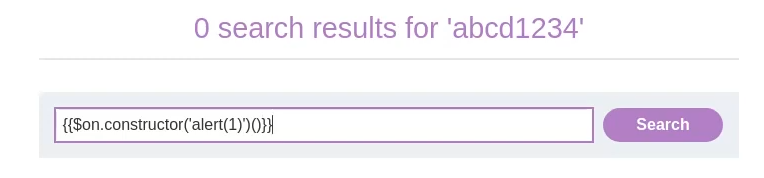 0 search results for 'abcd1234'
{{$on.constructor('alert(1)')()}}
Search